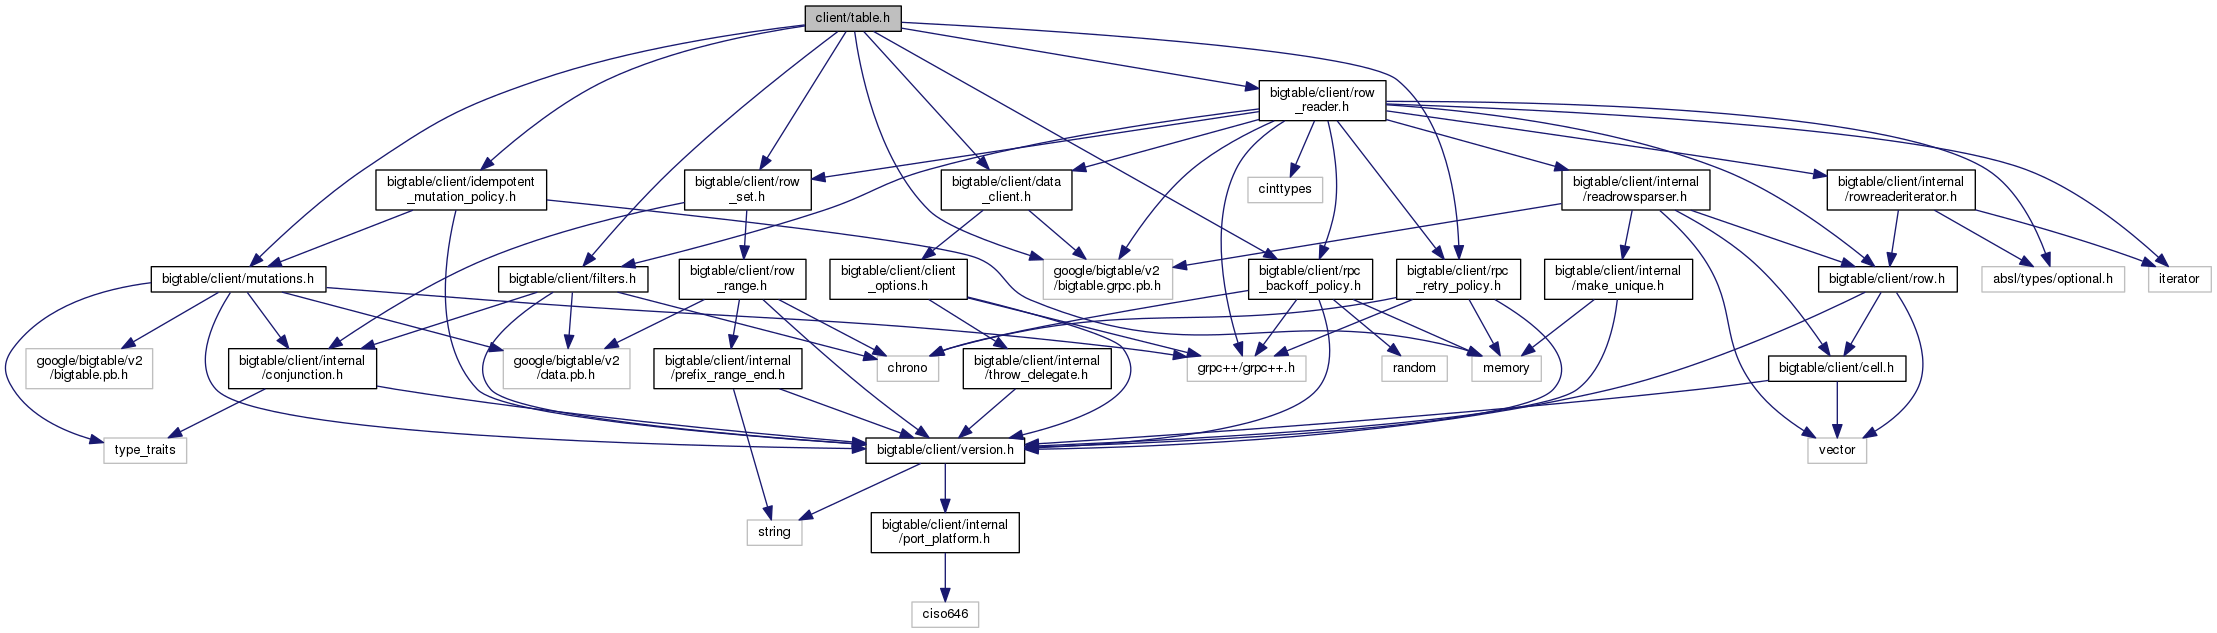 client/table.h
bigtable/client/row
_reader.h
bigtable/client/idempotent
_mutation_policy.h
bigtable/client/row
_set.h
bigtable/client/data
_client.h
cinttypes
bigtable/client/internal
/readrowsparser.h
bigtable/client/internal
/rowreaderiterator.h
bigtable/client/mutations.h
bigtable/client/filters.h
bigtable/client/row
_range.h
bigtable/client/client
_options.h
google/bigtable/v2
/bigtable.grpc.pb.h
bigtable/client/rpc
_backoff_policy.h
bigtable/client/rpc
_retry_policy.h
bigtable/client/internal
/make_unique.h
bigtable/client/row.h
absl/types/optional.h
iterator
google/bigtable/v2
/bigtable.pb.h
bigtable/client/internal
/conjunction.h
google/bigtable/v2
/data.pb.h
bigtable/client/internal
/prefix_range_end.h
chrono
bigtable/client/internal
/throw_delegate.h
grpc++/grpc++.h
random
memory
bigtable/client/cell.h
type_traits
bigtable/client/version.h
vector
string
bigtable/client/internal
/port_platform.h
ciso646